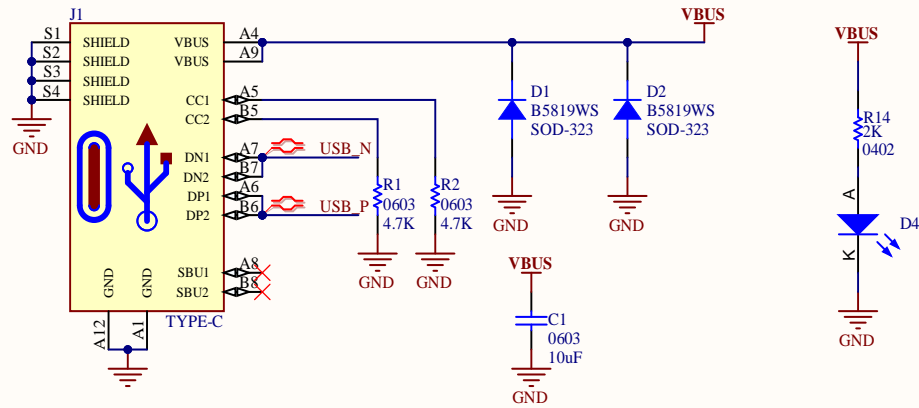 J1
S1 SHIELD VBUS A4
S2 SHIELD VBUS A9
S3 SHIELD
S4 SHIELD CC1 A5
CC2 B5
GND
DN1 A7 USB_N
DN2 B7
DP1 A6
DP2 B6 USB_P
SBU1 A8
SBU2 B8
GND GND
A12 A1
TYPE-C
R1
0603
4.7K
GND
R2
0603
4.7K
GND
VBUS
D1
B5819WS
SOD-323
GND
D2
B5819WS
SOD-323
GND
VBUS
C1
0603
10uF
GND
VBUS
R14
2K
0402
A
D4
K
GND